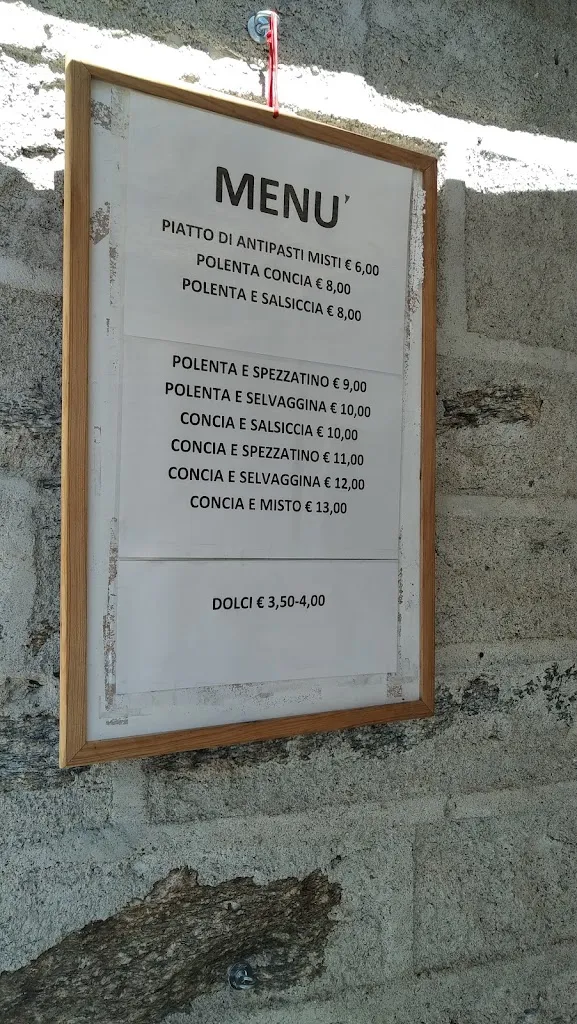 MENU'
PIATTO DI ANTIPASTI MISTI € 6,00
POLENTA CONCIA € 8,00
POLENTA E SALSICCIA € 8,00
POLENTA E SPEZZATINO € 9,00
POLENTA E SELVAGGINA € 10,00
CONCIA E SALSICCIA € 10,00
CONCIA E SPEZZATINO € 11,00
CONCIA E SELVAGGINA € 12,00
CONCIA E MISTO € 13,00
DOLCI € 3,50-4,00